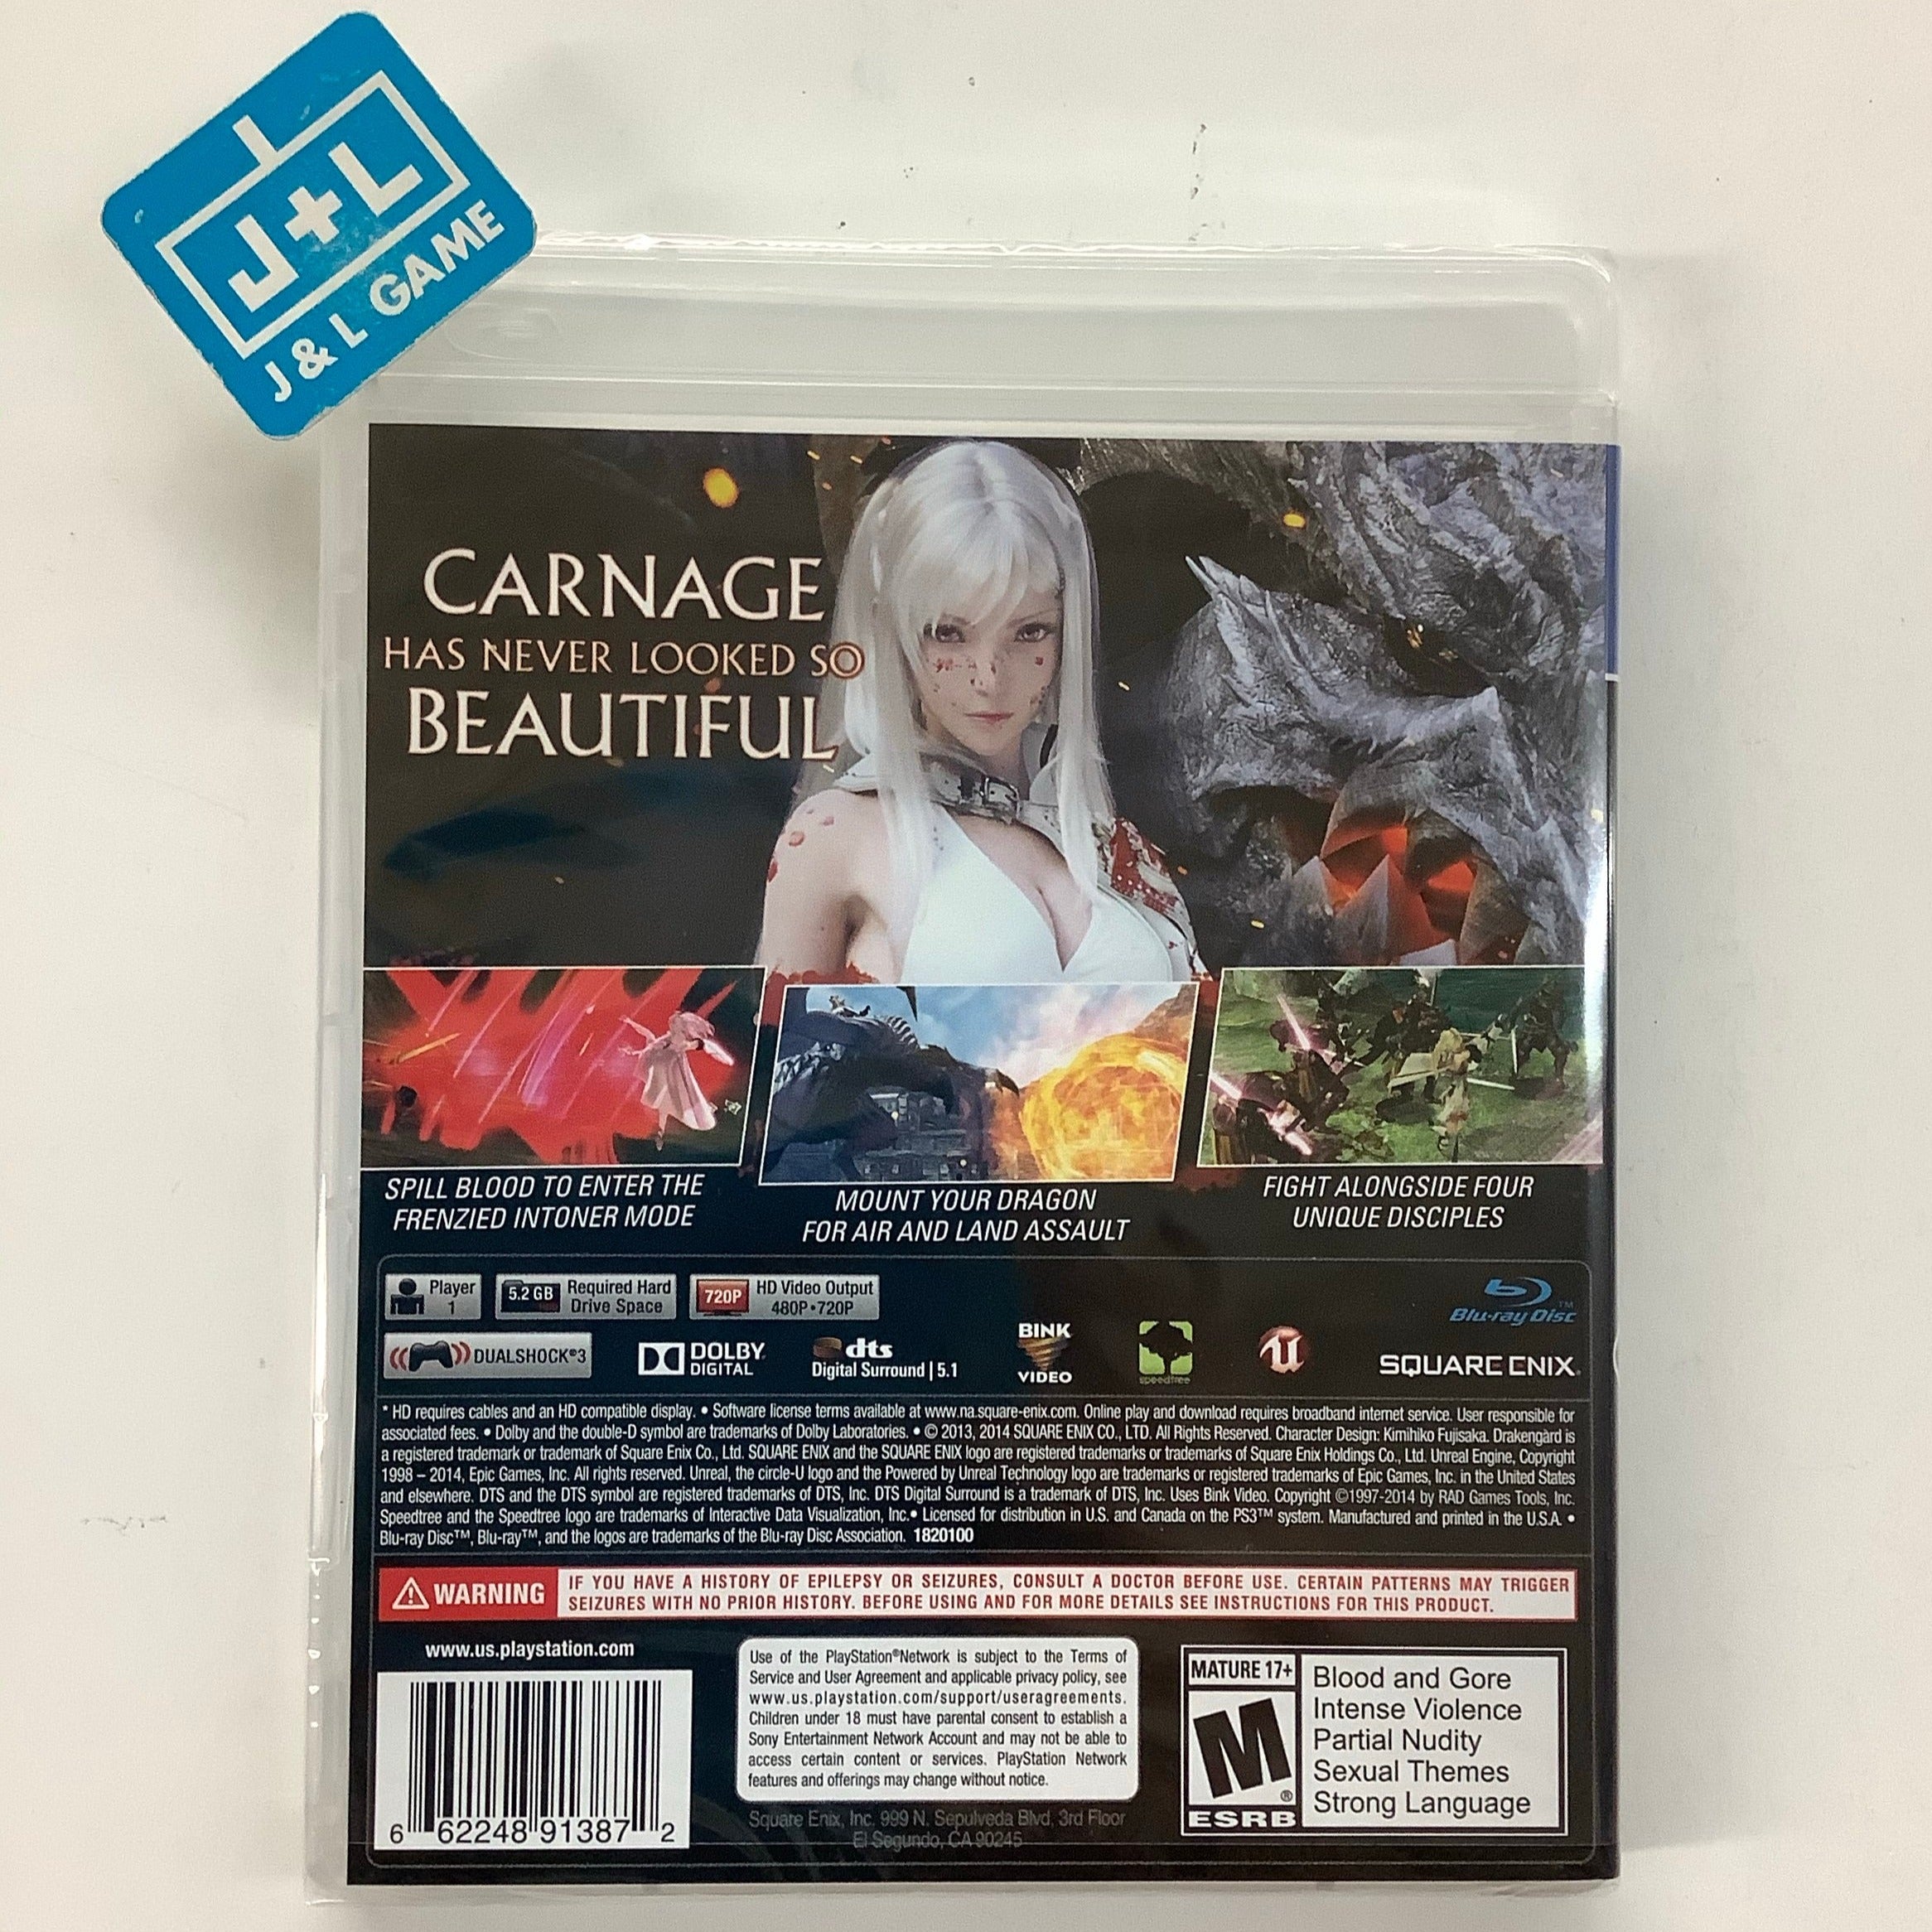 J+L
J & L GAME
CARNAGE
HAS NEVER LOOKED SO
BEAUTIFUL
SPILL BLOOD TO ENTER THE
FRENZIED INTONER MODE
MOUNT YOUR DRAGON
FOR AIR AND LAND ASSAULT
FIGHT ALONGSIDE FOUR
UNIQUE DISCIPLES
Player
1
5.2 GB
Required Hard
Drive Space
720P
HD Video Output
480P•720P
Blu-ray Disc™
DUALSHOCK®3
DOLBY
DIGITAL
dts
Digital Surround | 5.1
BINK
VIDEO
speedtree
SQUARE ENIX.
* HD requires cables and an HD compatible display. • Software license terms available at www.na.square-enix.com. Online play and download requires broadband internet service. User responsible for
associated fees. • Dolby and the double-D symbol are trademarks of Dolby Laboratories. • © 2013, 2014 SQUARE ENIX CO., LTD. All Rights Reserved. Character Design: Kimihiko Fujisaka. Drakengard is
a registered trademark or trademark of Square Enix Co., Ltd. SQUARE ENIX and the SQUARE ENIX logo are registered trademarks or trademarks of Square Enix Holdings Co., Ltd. Unreal Engine, Copyright
1998 – 2014, Epic Games, Inc. All rights reserved. Unreal, the circle-U logo and the Powered by Unreal Technology logo are trademarks or registered trademarks of Epic Games, Inc. in the United States
and elsewhere. DTS and the DTS symbol are registered trademarks of DTS, Inc. DTS Digital Surround is a trademark of DTS, Inc. Uses Bink Video. Copyright ©1997-2014 by RAD Games Tools, Inc.
Speedtree and the Speedtree logo are trademarks of Interactive Data Visualization, Inc.• Licensed for distribution in U.S. and Canada on the PS3™ system. Manufactured and printed in the U.S.A. •
Blu-ray Disc™, Blu-ray™, and the logos are trademarks of the Blu-ray Disc Association. 1820100
WARNING
IF YOU HAVE A HISTORY OF EPILEPSY OR SEIZURES, CONSULT A DOCTOR BEFORE USE. CERTAIN PATTERNS MAY TRIGGER
SEIZURES WITH NO PRIOR HISTORY. BEFORE USING AND FOR MORE DETAILS SEE INSTRUCTIONS FOR THIS PRODUCT.
www.us.playstation.com
6 62248 91387 2
Use of the PlayStation®Network is subject to the Terms of
Service and User Agreement and applicable privacy policy, see
www.us.playstation.com/support/useragreements.
Children under 18 must have parental consent to establish a
Sony Entertainment Network Account and may not be able to
access certain content or services. PlayStation Network
features and offerings may change without notice.
Square Enix, Inc. 999 N. Sepulveda Blvd, 3rd Floor
El Segundo, CA 90245
MATURE 17+
M
®
ESRB
Blood and Gore
Intense Violence
Partial Nudity
Sexual Themes
Strong Language